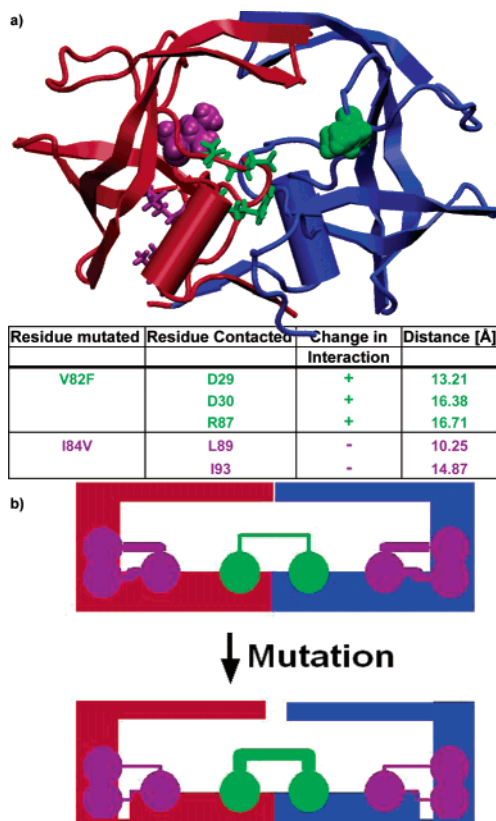 a)
Residue mutated Residue Contacted Change in Interaction Distance [Å]
V82F D29 + 13.21
D30 + 16.38
R87 + 16.71
I84V L89 - 10.25
I93 - 14.87
b)
Mutation